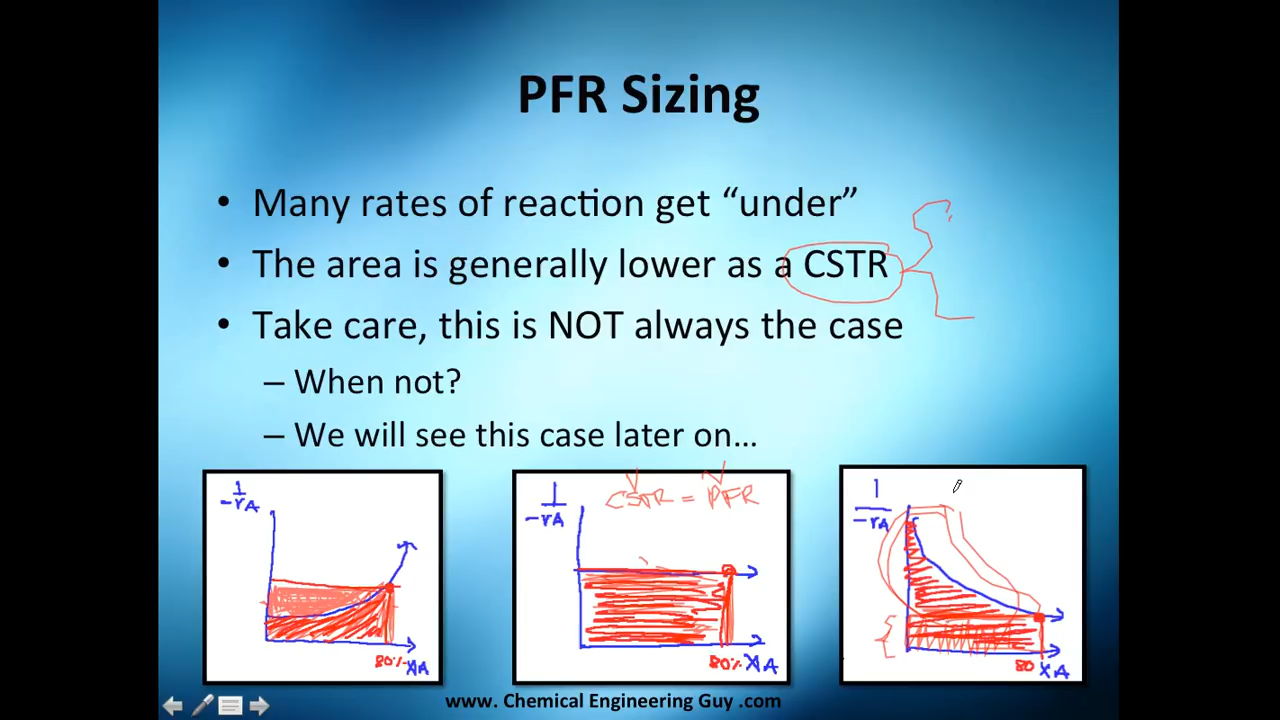 PFR Sizing
• Many rates of reaction get “under”
• The area is generally lower as a CSTR
• Take care, this is NOT always the case
– When not?
– We will see this case later on…
1
-rA
80%
XA
1
-rA
CSTR = PFR
80%
XA
1
-rA
80
XA
www. Chemical Engineering Guy .com